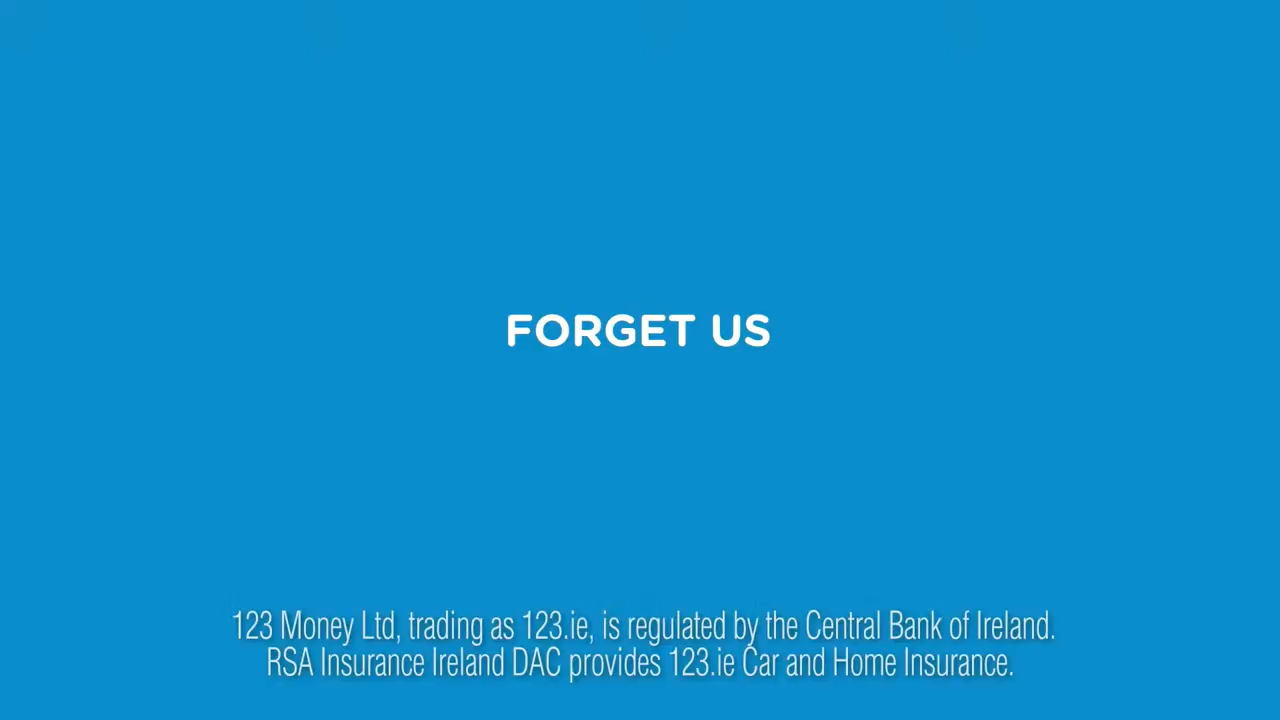 FORGET US
123 Money Ltd, trading as 123.ie, is regulated by the Central Bank of Ireland.
RSA Insurance Ireland DAC provides 123.ie Car and Home Insurance.